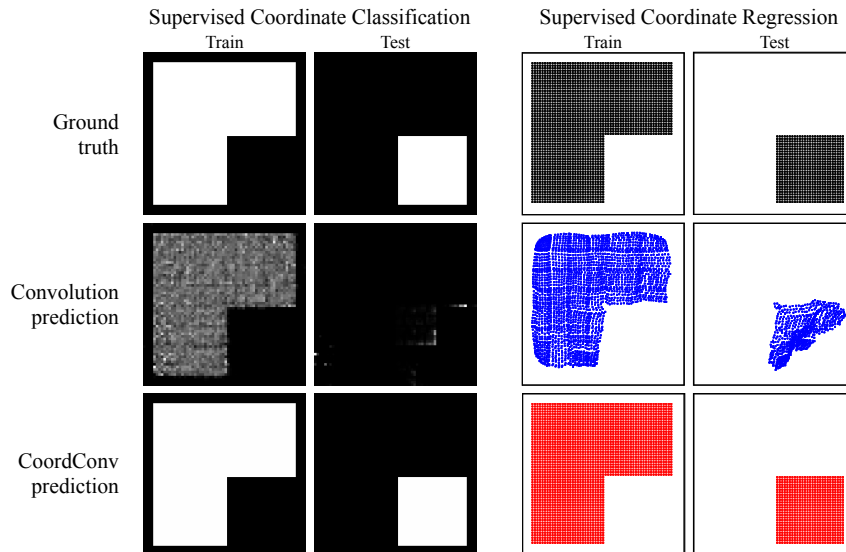 Supervised Coordinate Classification
Supervised Coordinate Regression
Train
Test
Train
Test
Ground
truth
Convolution
prediction
CoordConv
prediction